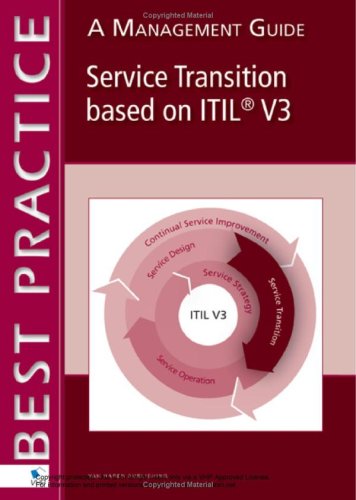 Copyrighted Material
A MANAGEMENT GUIDE
Service Transition
based on ITIL® V3
BEST PRACTICE
Continual Service Improvement
Service Design
Service Strategy
Service Transition
ITIL V3
Service Operation
VAN HAREN PUBLISHING
Copyrighted Material